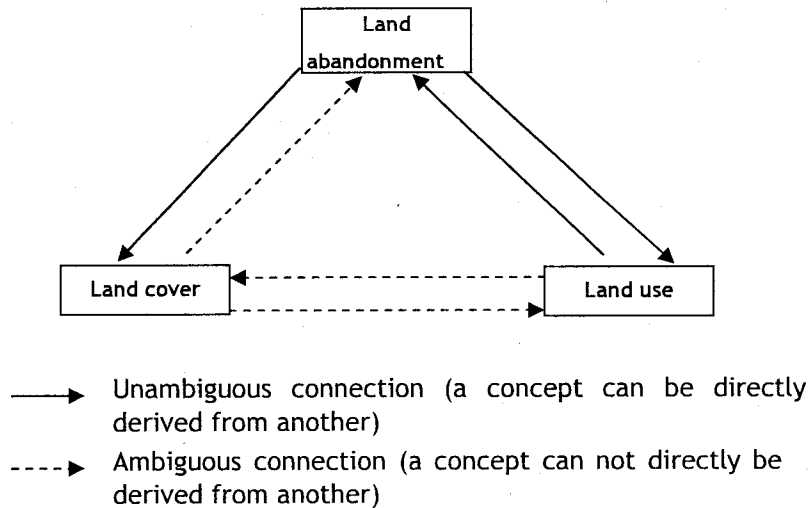 Land
abandonment
Land cover
Land use
Unambiguous connection (a concept can be directly
derived from another)
Ambiguous connection (a concept can not directly be
derived from another)